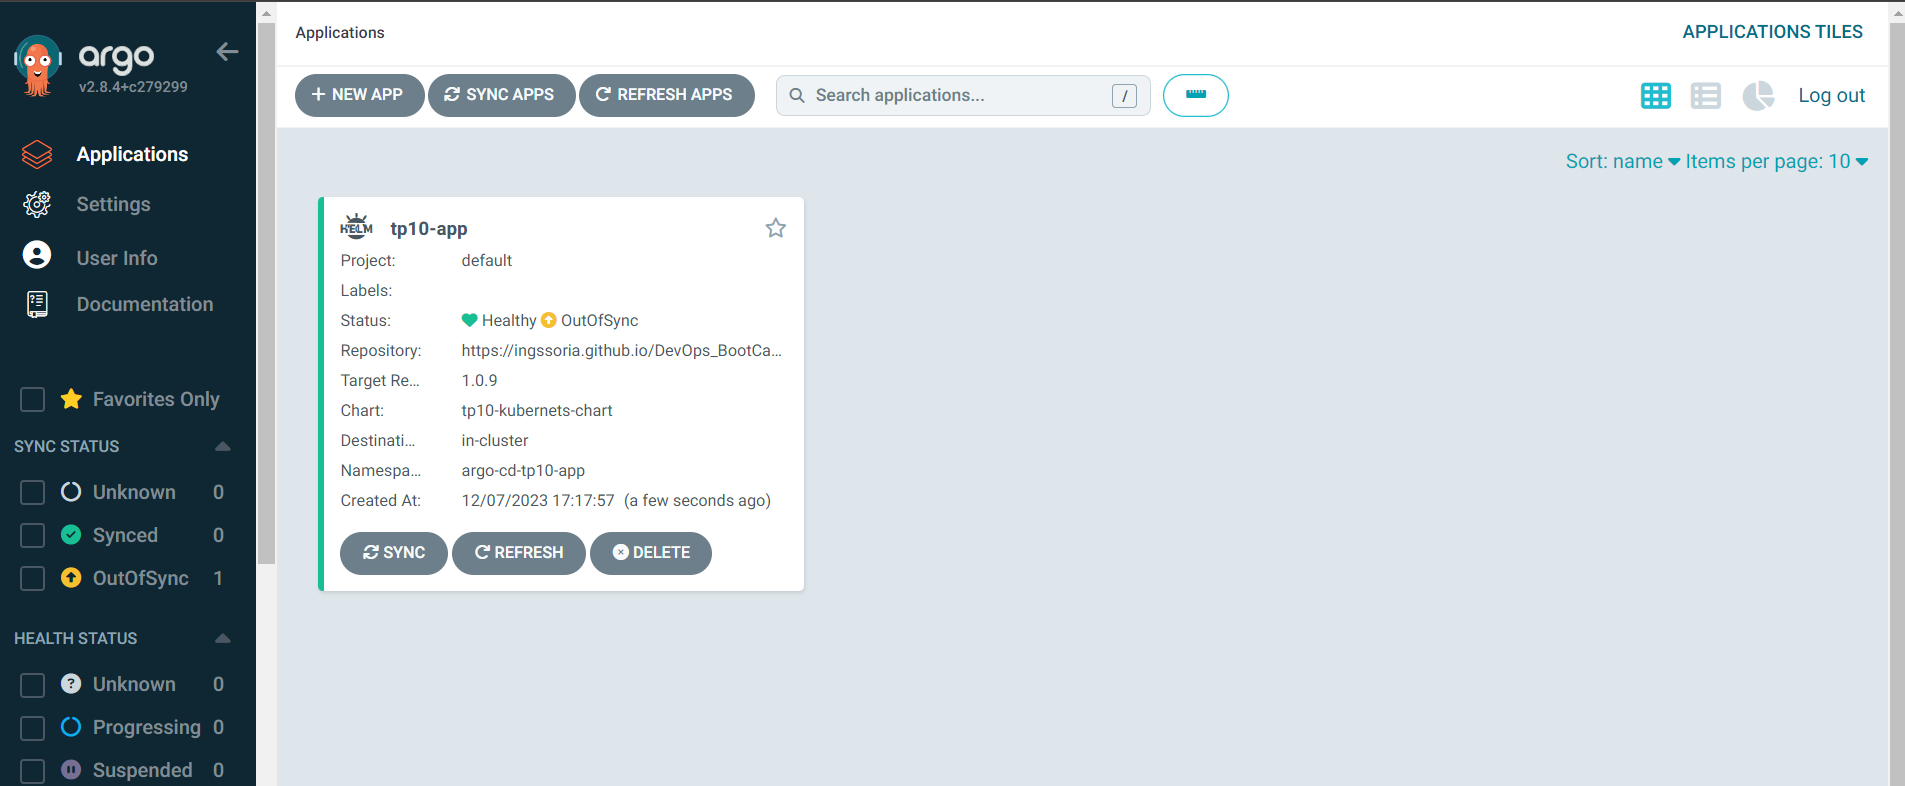 argo
v2.8.4+c279299
Applications
Settings
User Info
Documentation
Favorites Only
SYNC STATUS
Unknown 0
Synced 0
OutOfSync 1
HEALTH STATUS
Unknown 0
Progressing 0
Suspended 0
Applications
APPLICATIONS TILES
NEW APP SYNC APPS REFRESH APPS Search applications... / Log out
Sort: name Items per page: 10
HELM tp10-app
Project: default
Labels:
Status: Healthy OutOfSync
Repository: https://ingssoria.github.io/DevOps_BootCa...
Target Re... 1.0.9
Chart: tp10-kubernets-chart
Destinati... in-cluster
Namespa... argo-cd-tp10-app
Created At: 12/07/2023 17:17:57 (a few seconds ago)
SYNC REFRESH DELETE